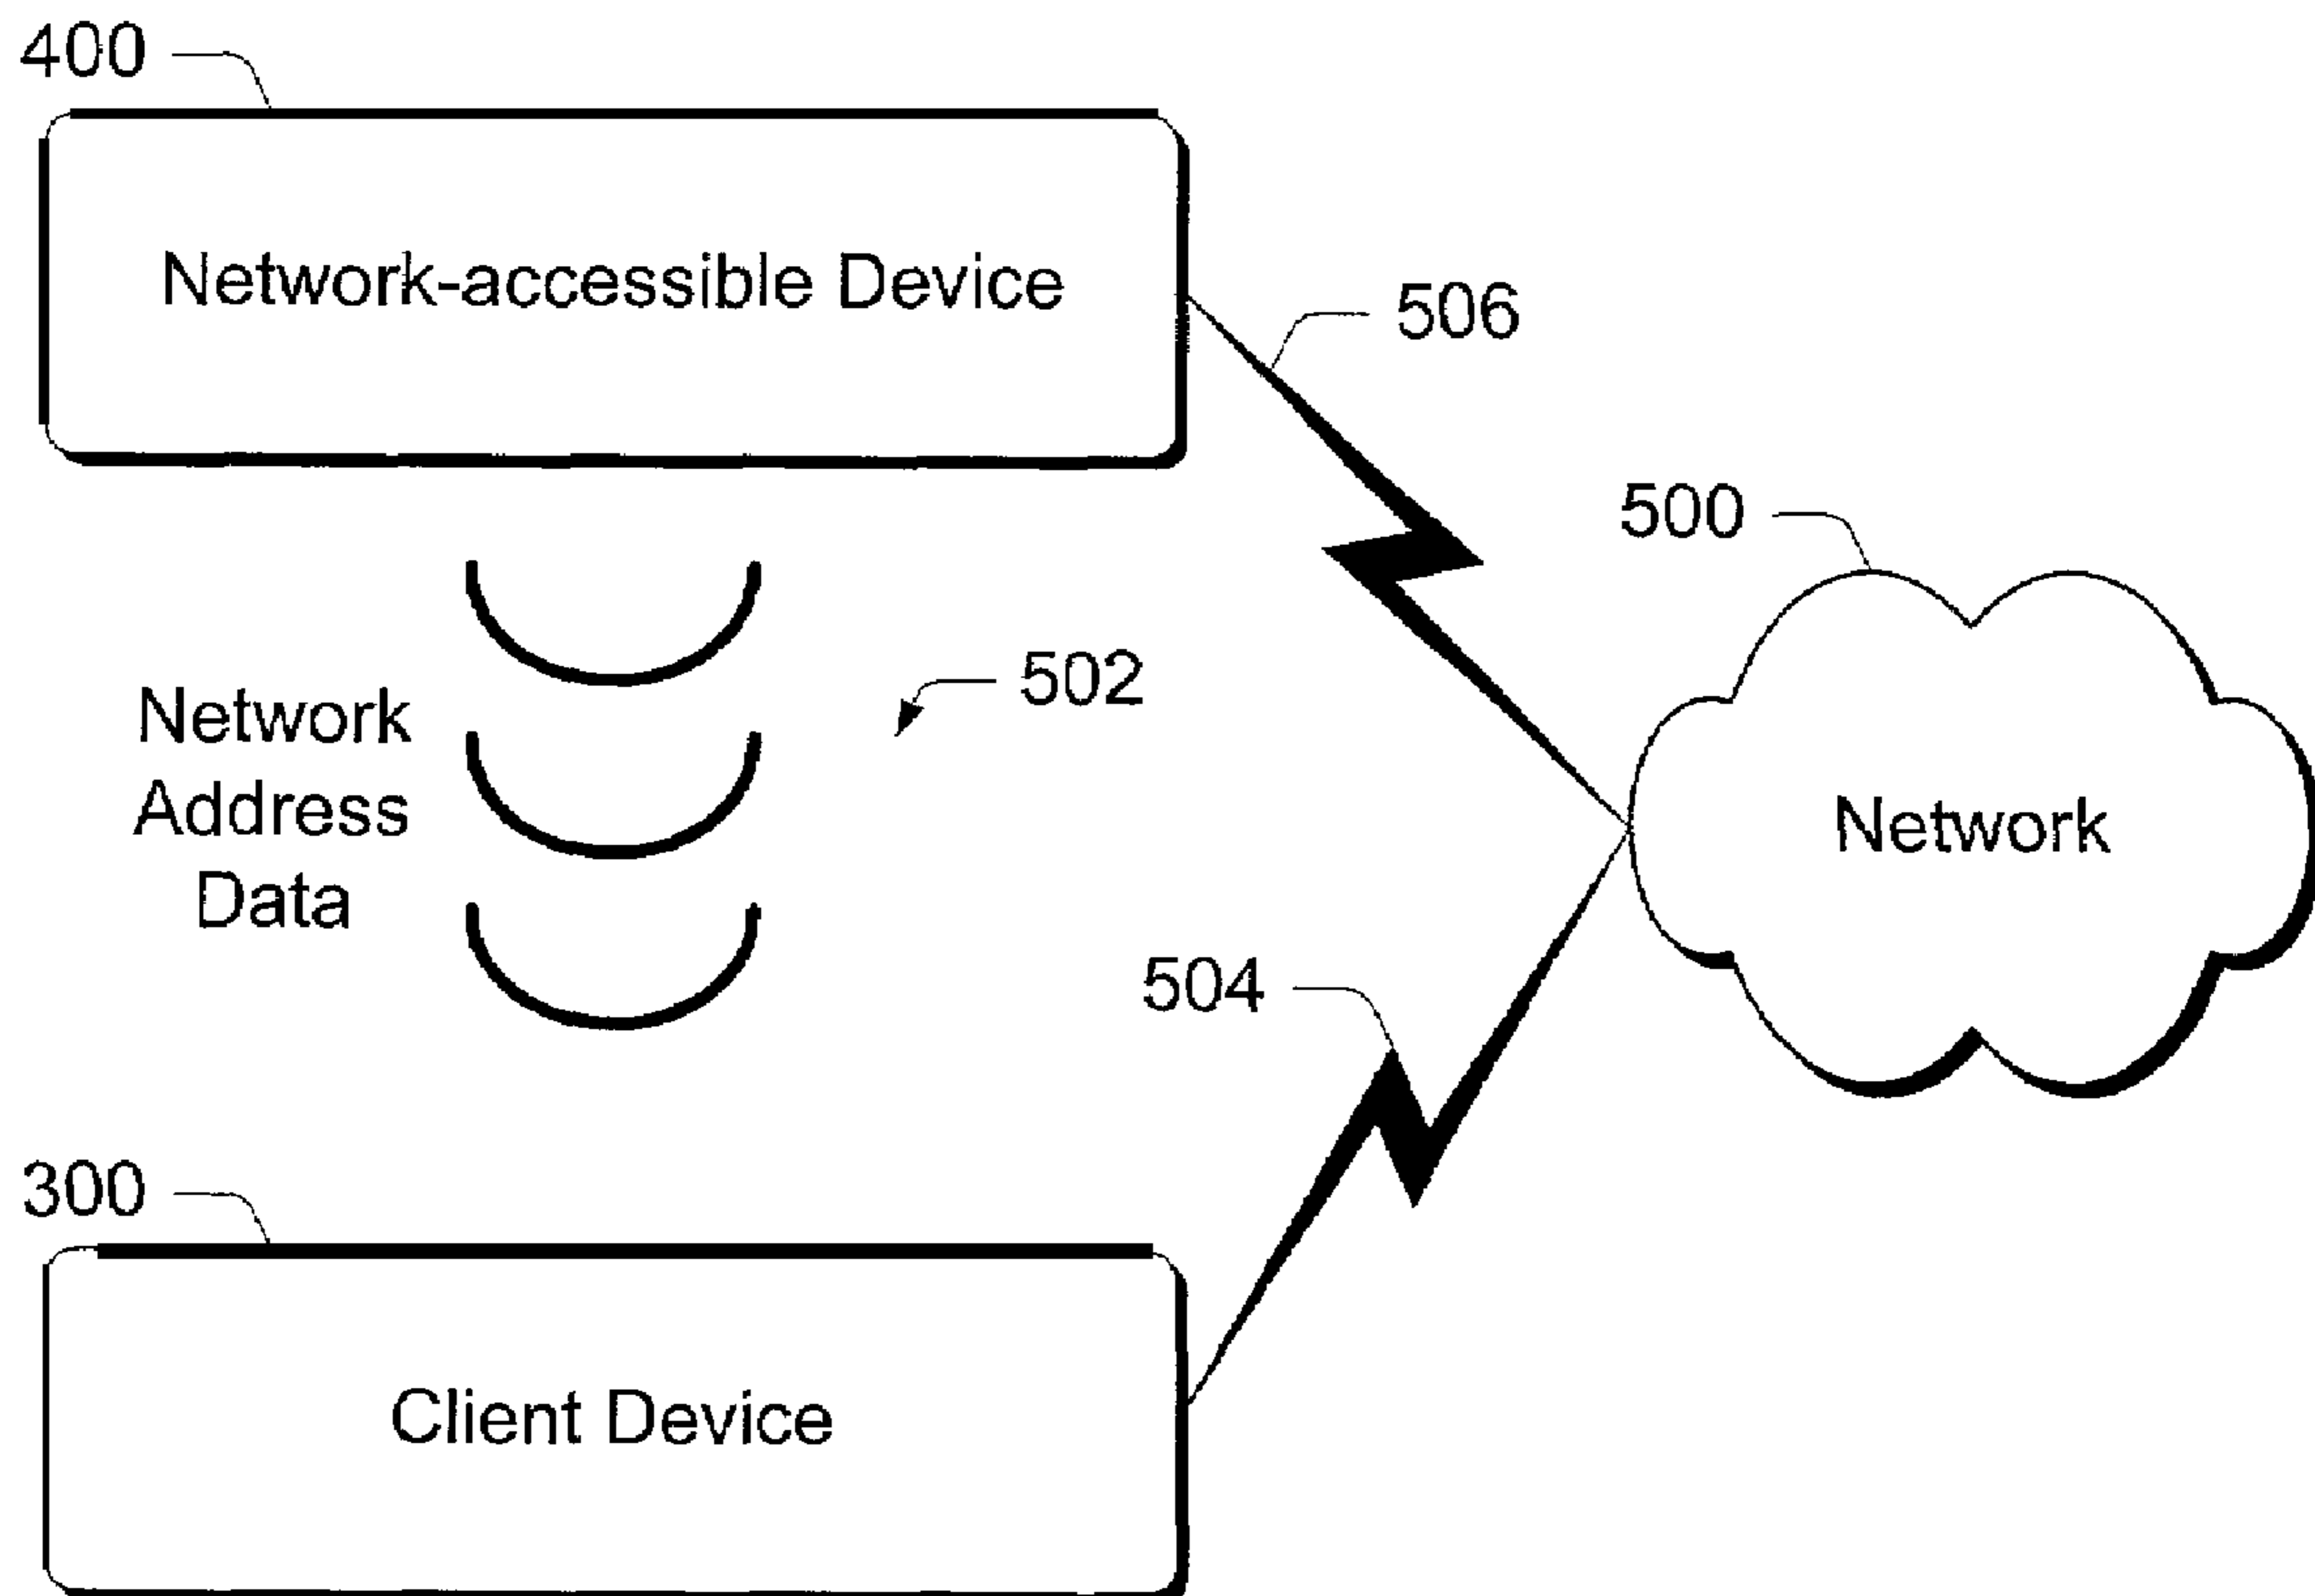 400
Network-accessible Device
506
500
502
Network
Address
Data
Network
504
300
Client Device